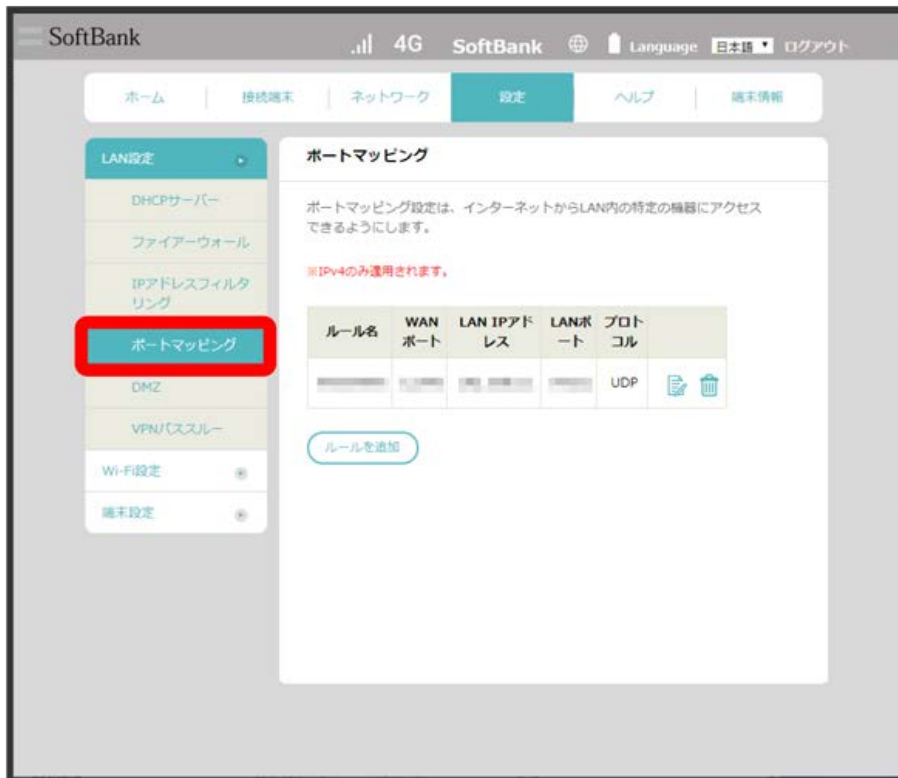 SoftBank
4G SoftBank Language 日本語 ログアウト
ホーム 接続端末 ネットワーク 設定 ヘルプ 端末情報
LAN設定
DHCPサーバー
ファイアーウォール
IPアドレスフィルタ
リング
ポートマッピング
DMZ
VPNパススルー
Wi-Fi設定
端末設定
ポートマッピング
ポートマッピング設定は、インターネットからLAN内の特定の機器にアクセス
できるようにします。
※IPv4のみ適用されます。
ルール名 WAN LAN IPアド LANポ プロト
ポート レス ート コル
UDP
ルールを追加